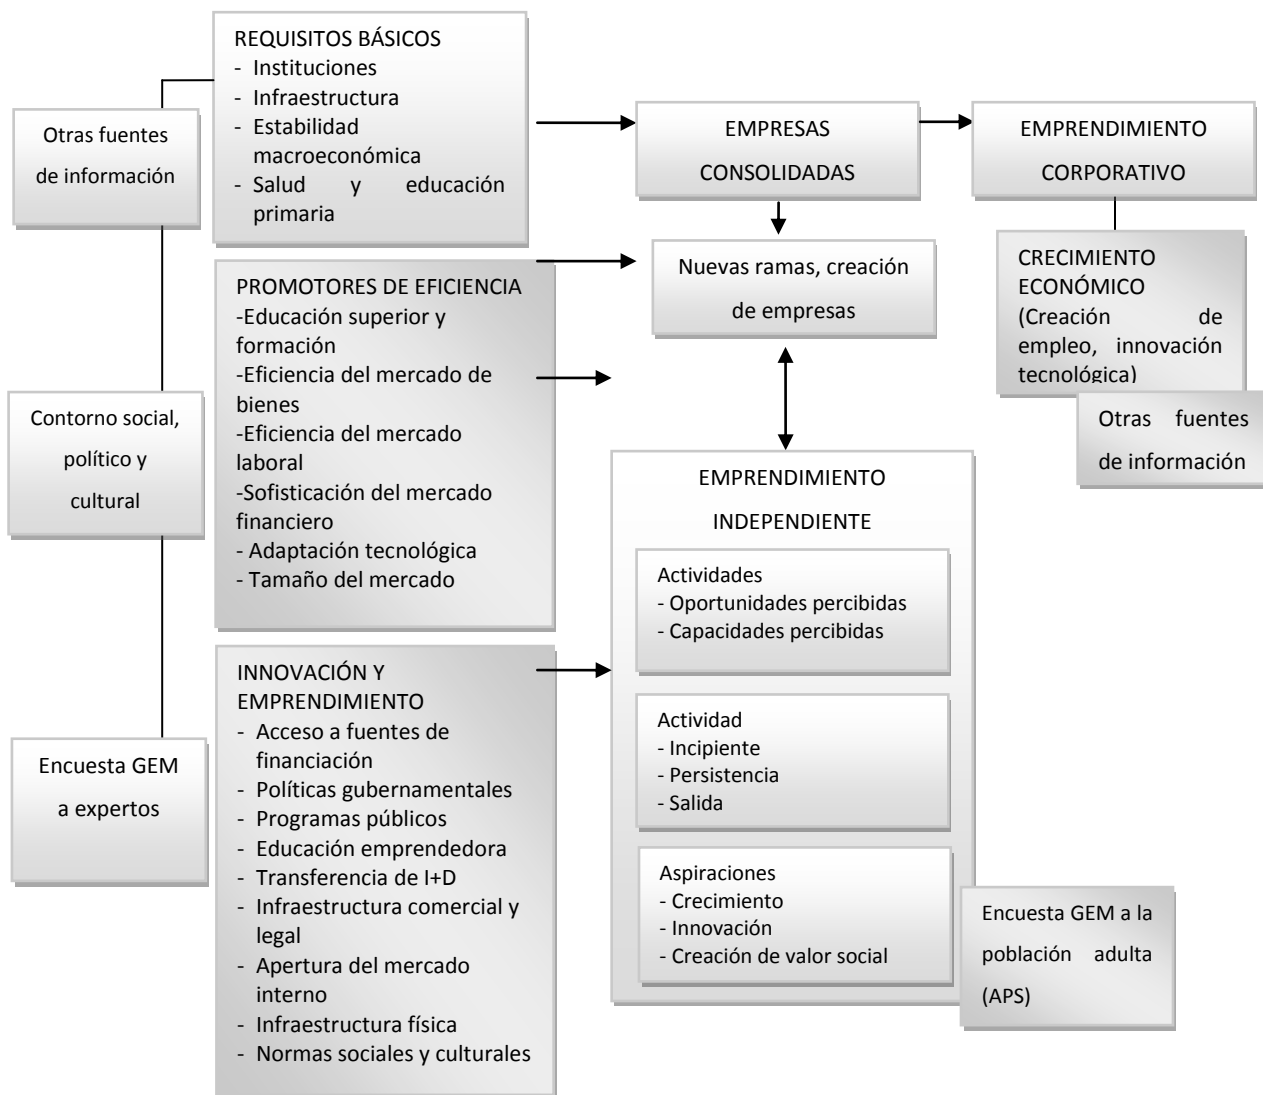 REQUISITOS BÁSICOS
- Instituciones
- Infraestructura
- Estabilidad
macroeconómica
- Salud y educación
primaria
Otras fuentes
de información
EMPRESAS
CONSOLIDADAS
EMPRENDIMIENTO
CORPORATIVO
Nuevas ramas, creación
de empresas
CRECIMIENTO
ECONÓMICO
(Creación de
empleo, innovación
tecnológica)
Otras fuentes
de información
PROMOTORES DE EFICIENCIA
-Educación superior y
formación
-Eficiencia del mercado de
bienes
-Eficiencia del mercado
laboral
-Sofisticación del mercado
financiero
- Adaptación tecnológica
- Tamaño del mercado
Contorno social,
político y
cultural
EMPRENDIMIENTO
INDEPENDIENTE
Actividades
- Oportunidades percibidas
- Capacidades percibidas
Actividad
- Incipiente
- Persistencia
- Salida
Aspiraciones
- Crecimiento
- Innovación
- Creación de valor social
INNOVACIÓN Y
EMPRENDIMIENTO
- Acceso a fuentes de
financiación
- Políticas gubernamentales
- Programas públicos
- Educación emprendedora
- Transferencia de I+D
- Infraestructura comercial y
legal
- Apertura del mercado
interno
- Infraestructura física
- Normas sociales y culturales
Encuesta GEM
a expertos
Encuesta GEM a la
población adulta
(APS)